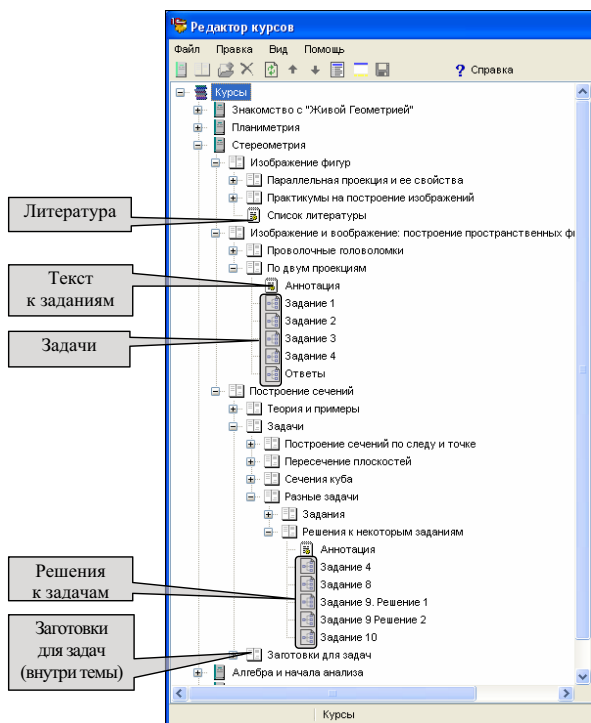 Редактор курсов
Файл Правка Вид Помощь
? Справка
Курсы
Знакомство с "Живой Геометрией"
Планиметрия
Стереометрия
Изображение фигур
Параллельная проекция и ее свойства
Практикумы на построение изображений
Литература
Список литературы
Изображение и воображение: построение пространственных
Проволочные головоломки
По двум проекциям
Текст
к заданиям
Аннотация
Задание 1
Задание 2
Задачи
Задание 3
Задание 4
Ответы
Построение сечений
Теория и примеры
Задачи
Построение сечений по следу и точке
Пересечение плоскостей
Сечения куба
Разные задачи
Задания
Решения к некоторым заданиям
Аннотация
Решения
к задачам
Задание 4
Задание 8
Задание 9. Решение 1
Задание 9 Решение 2
Задание 10
Заготовки
для задач
(внутри темы)
Заготовки для задач
Алгебра и начала анализа
Курсы